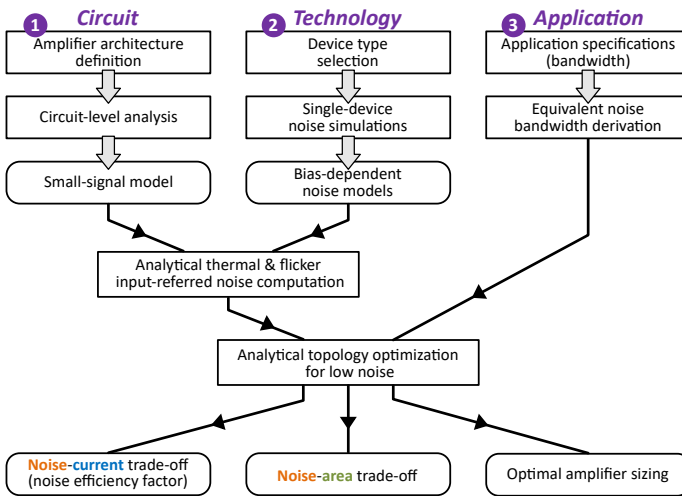 1 Circuit
Amplifier architecture
definition
Circuit-level analysis
Small-signal model
2 Technology
Device type
selection
Single-device
noise simulations
Bias-dependent
noise models
3 Application
Application specifications
(bandwidth)
Equivalent noise
bandwidth derivation
Analytical thermal & flicker
input-referred noise computation
Analytical topology optimization
for low noise
Noise-current trade-off
(noise efficiency factor)
Noise-area trade-off
Optimal amplifier sizing